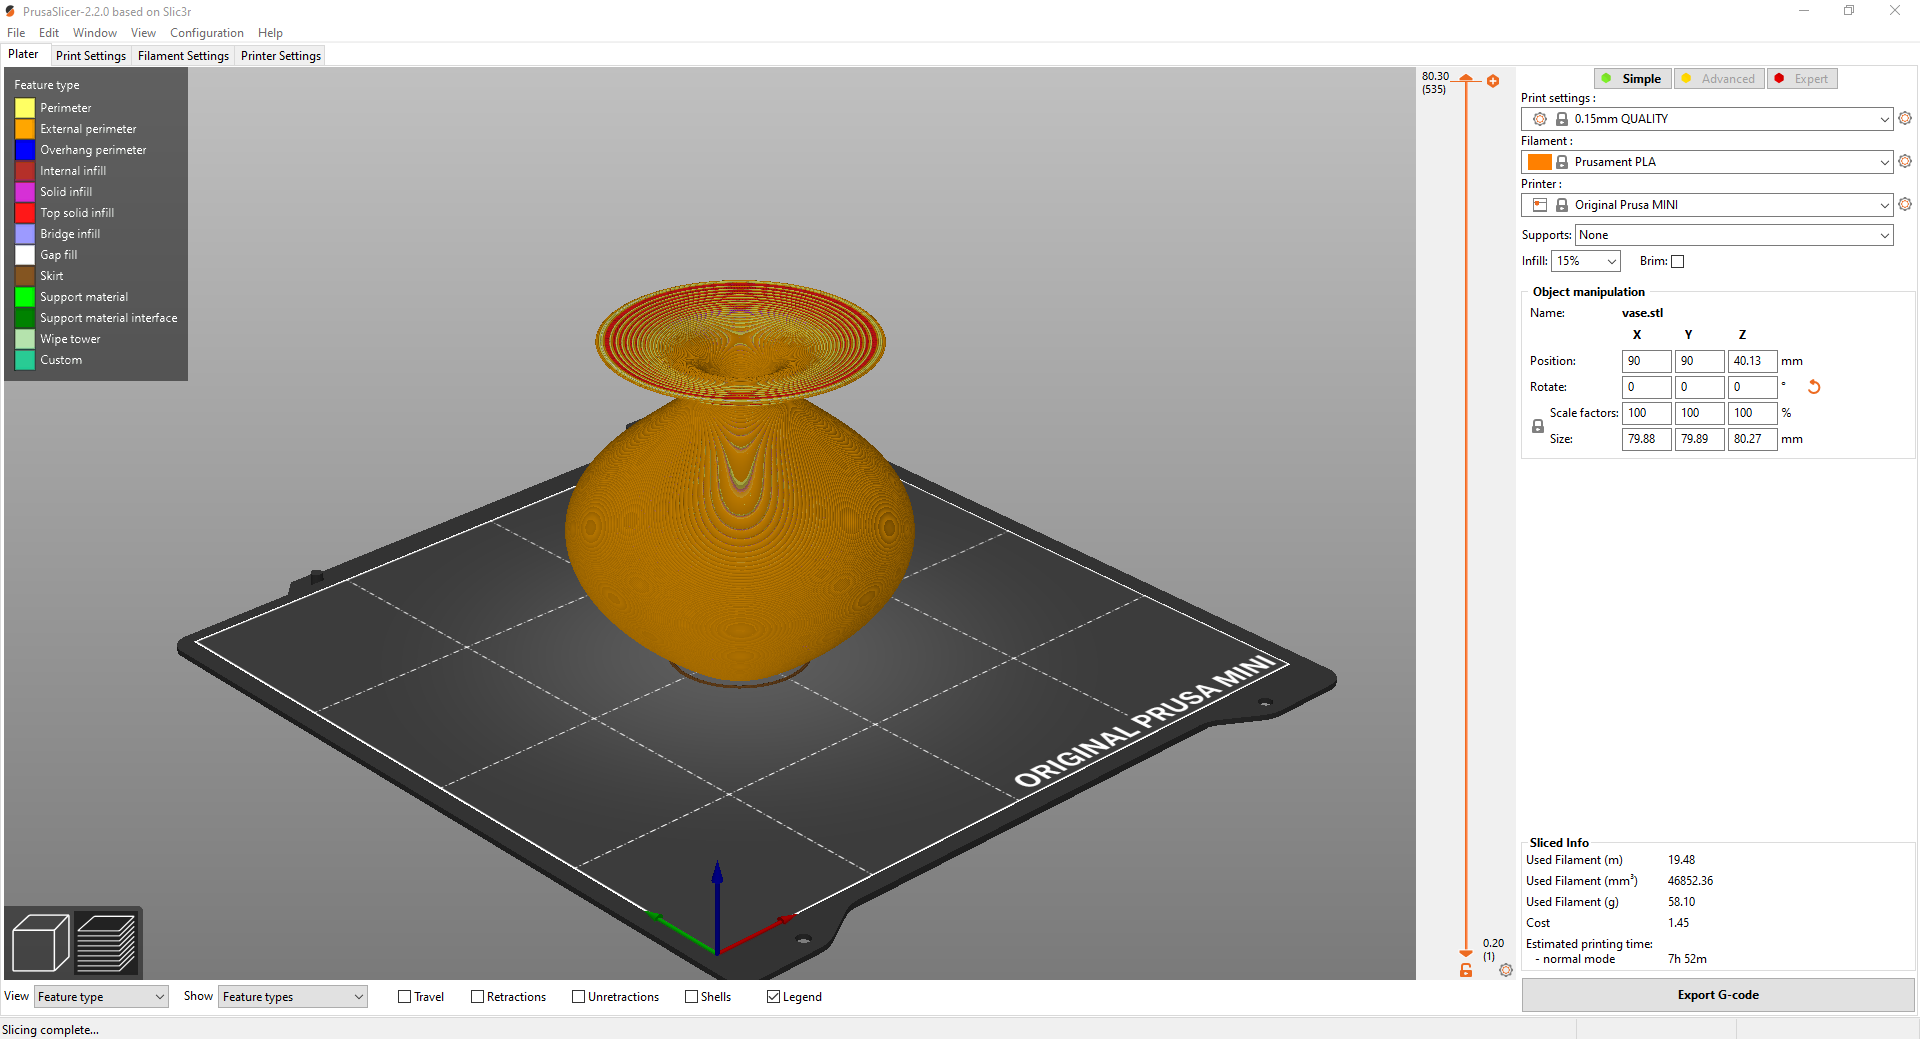 PrusaSlicer-2.2.0 based on Slic3r
File Edit Window View Configuration Help
Plater Print Settings Filament Settings Printer Settings
Feature type
Perimeter
External perimeter
Overhang perimeter
Internal infill
Solid infill
Top solid infill
Bridge infill
Gap fill
Skirt
Support material
Support material interface
Wipe tower
Custom
ORIGINAL PRUSA MINI
80.30
(535)
0.20
(1)
Simple Advanced Expert
Print settings :
0.15mm QUALITY
Filament :
Prusament PLA
Printer :
Original Prusa MINI
Supports: None
Infill: 15% Brim:
Object manipulation
Name: vase.stl
X Y Z
Position: 90 90 40.13 mm
Rotate: 0 0 0 °
Scale factors: 100 100 100 %
Size: 79.88 79.89 80.27 mm
Sliced Info
Used Filament (m) 19.48
Used Filament (mm³) 46852.36
Used Filament (g) 58.10
Cost 1.45
Estimated printing time:
- normal mode 7h 52m
Export G-code
View Feature type Show Feature types Travel Retractions Unretractions Shells Legend
Slicing complete...